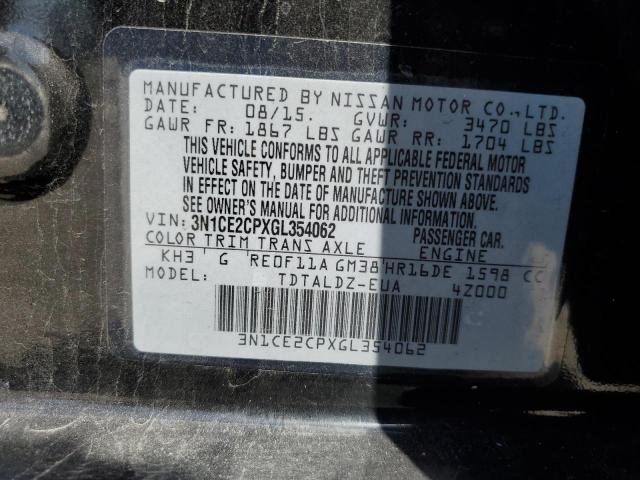 MANUFACTURED BY NISSAN MOTOR CO., LTD.
DATE: 08/15. GVWR: 3470 LBS
GAWR FR: 1867 LBS GAWR RR: 1704 LBS
THIS VEHICLE CONFORMS TO ALL APPLICABLE FEDERAL MOTOR
VEHICLE SAFETY, BUMPER AND THEFT PREVENTION STANDARDS
IN EFFECT ON THE DATE OF MANUFACTURE SHOWN ABOVE.
SEE OWNER'S MANUAL FOR ADDITIONAL INFORMATION.
VIN: 3N1CE2CPXGL354062 PASSENGER CAR.
COLOR TRIM TRANS AXLE ENGINE
KH3 G RE0F11A GM38 HR16DE 1598 CC
MODEL: TDTALDZ-EUA 4Z000
3N1CE2CPXGL354062